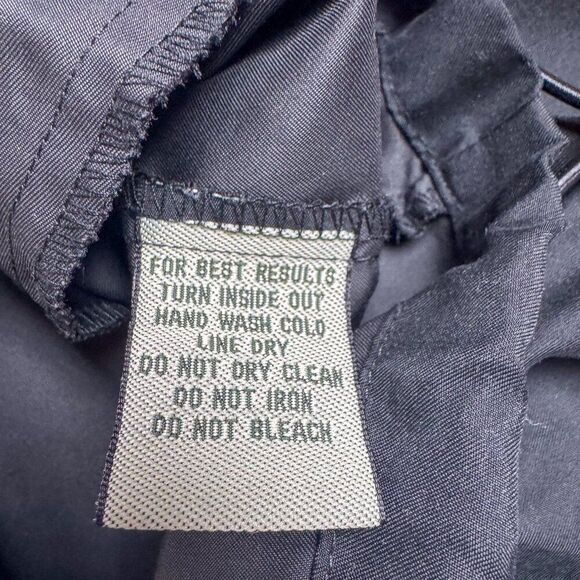 FOR BEST RESULTS
TURN INSIDE OUT
HAND WASH COLD
LINE DRY
DO NOT DRY CLEAN
DO NOT IRON
DO NOT BLEACH